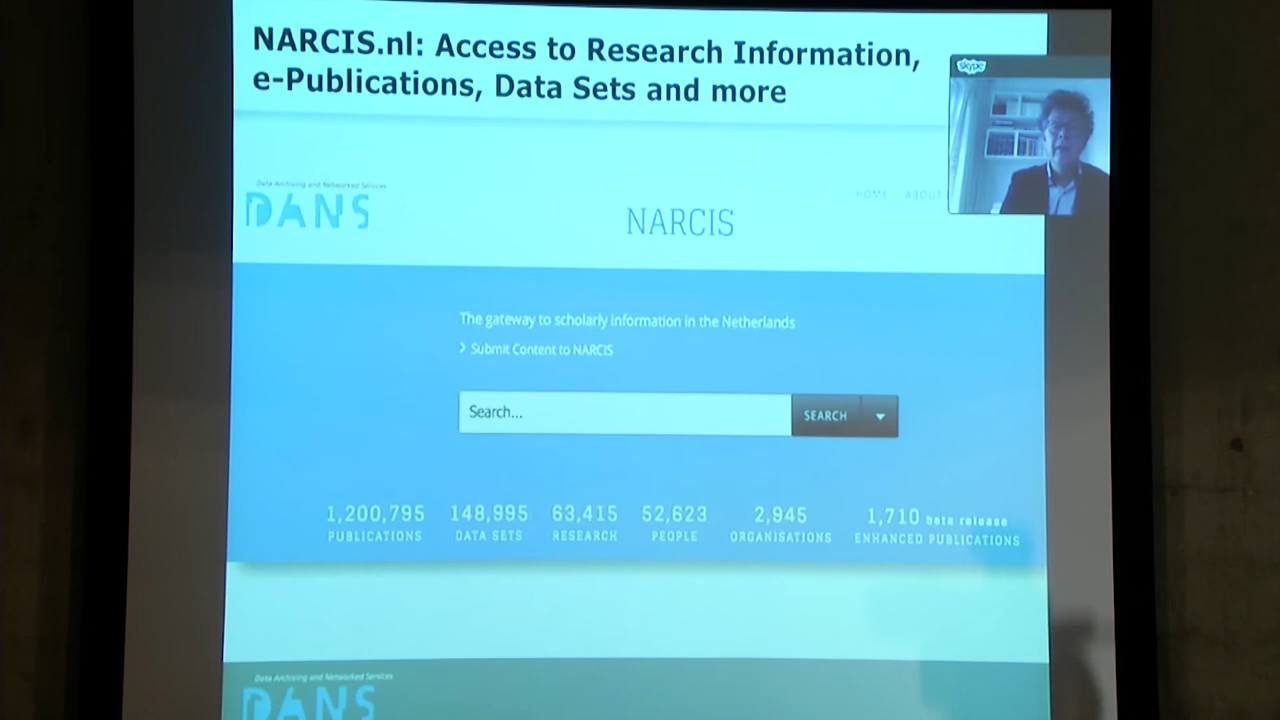 NARCIS.nl: Access to Research Information,
e-Publications, Data Sets and more
skype
Data Archiving and Networked Services
DANS
HOME ABOUT
NARCIS
The gateway to scholarly information in the Netherlands
> Submit Content to NARCIS
Search...
SEARCH
1,200,795 148,995 63,415 52,623 2,945 1,710 beta release
PUBLICATIONS DATA SETS RESEARCH PEOPLE ORGANISATIONS ENHANCED PUBLICATIONS
Data Archiving and Networked Services
DANS